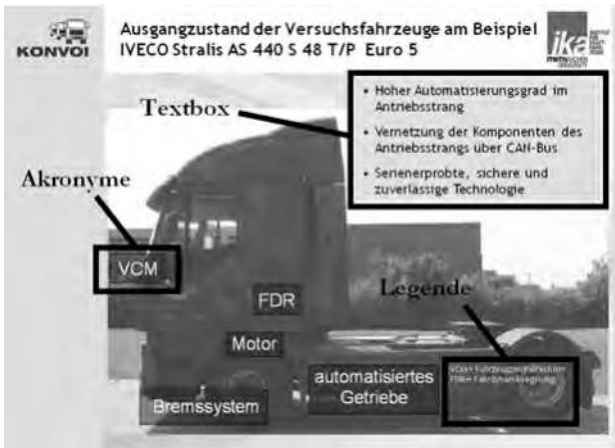 KONVOI
Ausgangzustand der Versuchsfahrzeuge am Beispiel
IVECO Stralis AS 440 S 48 T/P Euro 5
ika
Textbox
• Hoher Automatisierungsgrad im
Antriebsstrang
• Vernetzung der Komponenten des
Antriebsstrangs über CAN-Bus
• Serienerprobte, sichere und
zuverlässige Technologie
Akronyme
VCM
FDR
Legende
Motor
automatisiertes
Getriebe
Bremssystem